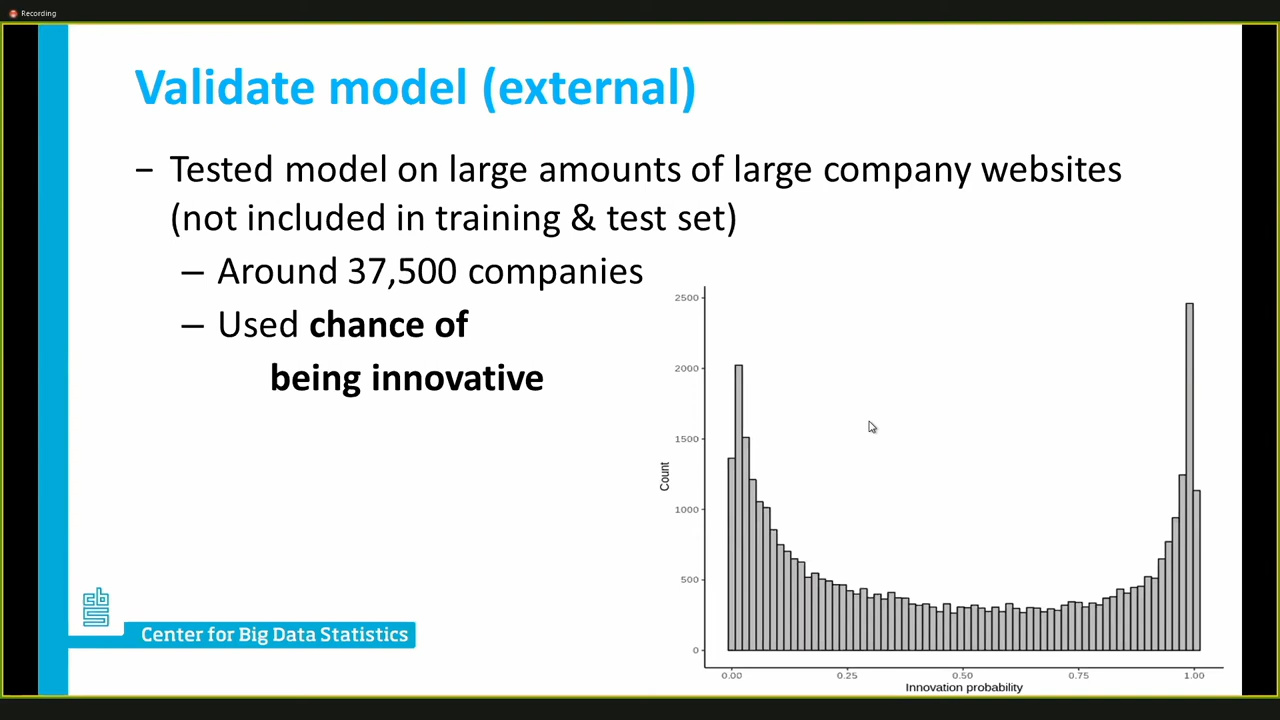 Recording
Validate model (external)
− Tested model on large amounts of large company websites
(not included in training & test set)
– Around 37,500 companies
– Used chance of
being innovative
2500
2000
1500
1000
500
0
Count
0.00 0.25 0.50 0.75 1.00
Innovation probability
cbs
Center for Big Data Statistics